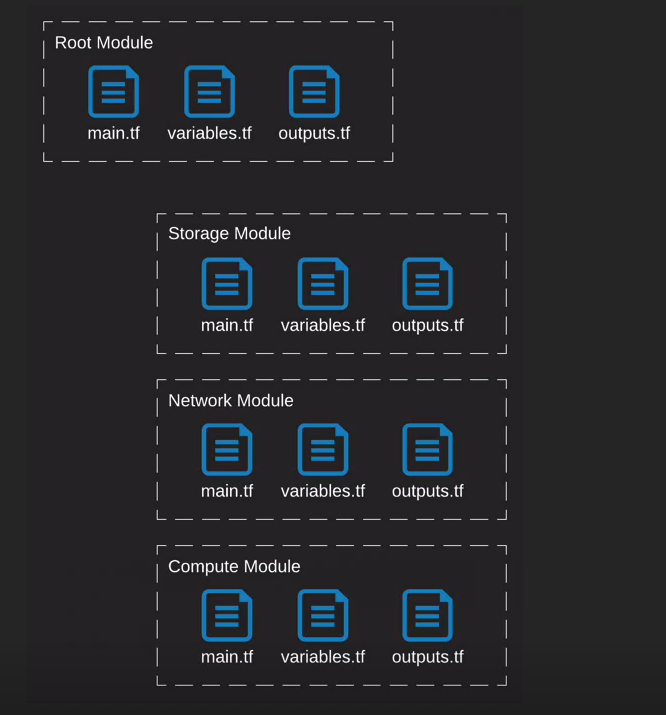 Root Module
main.tf variables.tf outputs.tf
Storage Module
main.tf variables.tf outputs.tf
Network Module
main.tf variables.tf outputs.tf
Compute Module
main.tf variables.tf outputs.tf